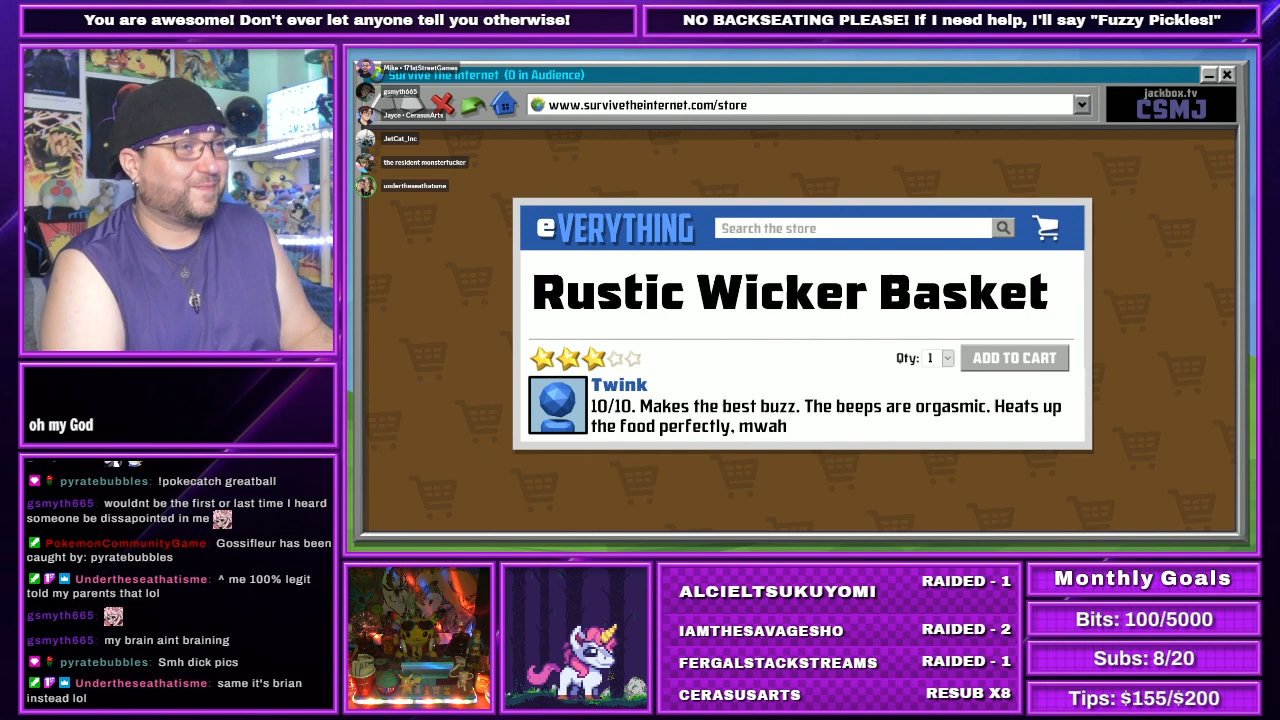 You are awesome! Don't ever let anyone tell you otherwise!
NO BACKSEATING PLEASE! If I need help, I'll say "Fuzzy Pickles!"
Mike • 171stStreetGames
Survive the Internet (0 in Audience)
gsmyth665
Jayce • CerasusArts
JetCat_Inc
the resident monsterfucker
undertheseathatsme
www.survivetheinternet.com/store
jackbox.tv
CSMJ
eVERYTHING
Search the store
Rustic Wicker Basket
Qty: 1
ADD TO CART
Twink
10/10. Makes the best buzz. The beeps are orgasmic. Heats up
the food perfectly, mwah
oh my God
pyratebubbles: !pokecatch greatball
gsmyth665: wouldnt be the first or last time I heard
someone be dissapointed in me
PokemonCommunityGame: Gossifleur has been
caught by: pyratebubbles
Undertheseathatisme: ^ me 100% legit
told my parents that lol
gsmyth665:
gsmyth665: my brain aint braining
pyratebubbles: Smh dick pics
Undertheseathatisme: same it's brian
instead lol
ALCIELTSUKUYOMI RAIDED - 1
IAMTHESAVAGESHO RAIDED - 2
FERGALSTACKSTREAMS RAIDED - 1
CERASUSARTS RESUB X8
Monthly Goals
Bits: 100/5000
Subs: 8/20
Tips: $155/$200